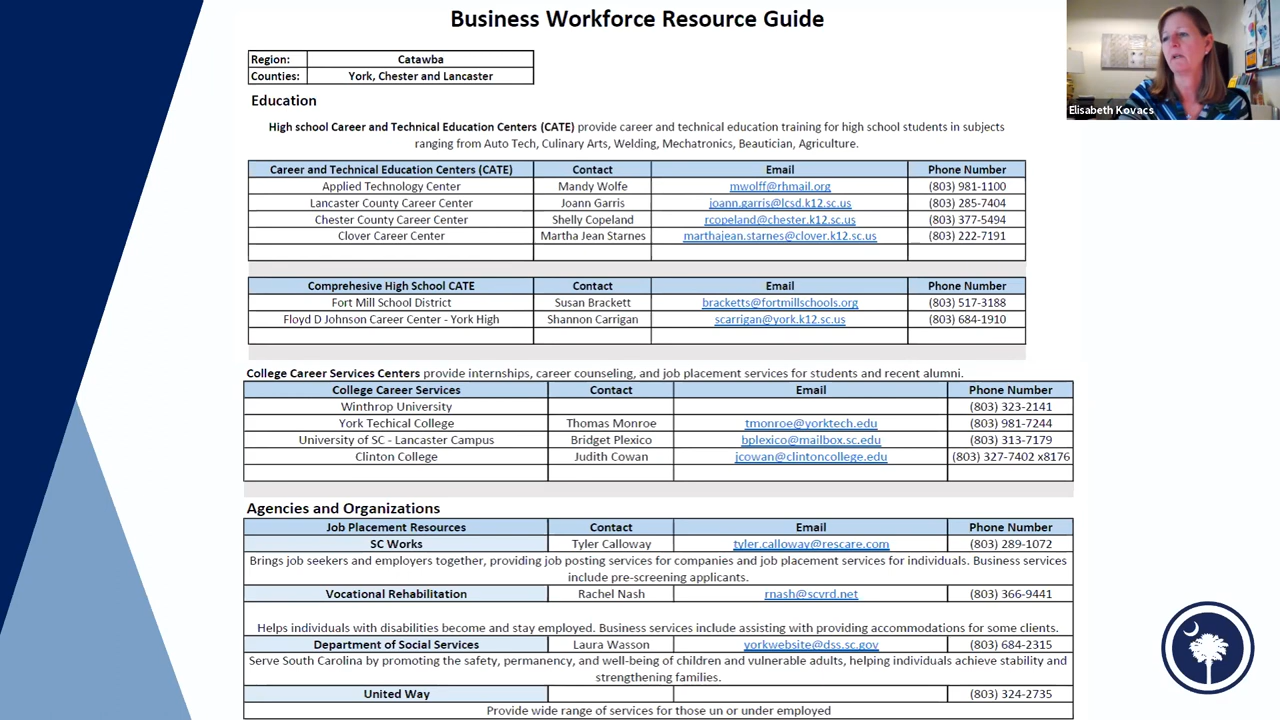 Business Workforce Resource Guide
Elisabeth Kovacs
Region: Catawba
Counties: York, Chester and Lancaster
Education
High school Career and Technical Education Centers (CATE) provide career and technical education training for high school students in subjects
ranging from Auto Tech, Culinary Arts, Welding, Mechatronics, Beautician, Agriculture.
Career and Technical Education Centers (CATE) Contact Email Phone Number
Applied Technology Center Mandy Wolfe mwolff@rhmail.org (803) 981-1100
Lancaster County Career Center Joann Garris joann.garris@lcsd.k12.sc.us (803) 285-7404
Chester County Career Center Shelly Copeland rcopeland@chester.k12.sc.us (803) 377-5494
Clover Career Center Martha Jean Starnes marthajean.starnes@clover.k12.sc.us (803) 222-7191
Comprehesive High School CATE Contact Email Phone Number
Fort Mill School District Susan Brackett bracketts@fortmillschools.org (803) 517-3188
Floyd D Johnson Career Center - York High Shannon Carrigan scarrigan@york.k12.sc.us (803) 684-1910
College Career Services Centers provide internships, career counseling, and job placement services for students and recent alumni.
College Career Services Contact Email Phone Number
Winthrop University (803) 323-2141
York Techical College Thomas Monroe tmonroe@yorktech.edu (803) 981-7244
University of SC - Lancaster Campus Bridget Plexico bplexico@mailbox.sc.edu (803) 313-7179
Clinton College Judith Cowan jcowan@clintoncollege.edu (803) 327-7402 x8176
Agencies and Organizations
Job Placement Resources Contact Email Phone Number
SC Works Tyler Calloway tyler.calloway@rescare.com (803) 289-1072
Brings job seekers and employers together, providing job posting services for companies and job placement services for individuals. Business services
include pre-screening applicants.
Vocational Rehabilitation Rachel Nash rnash@scvrd.net (803) 366-9441
Helps individuals with disabilities become and stay employed. Business services include assisting with providing accommodations for some clients.
Department of Social Services Laura Wasson yorkwebsite@dss.sc.gov (803) 684-2315
Serve South Carolina by promoting the safety, permanency, and well-being of children and vulnerable adults, helping individuals achieve stability and
strengthening families.
United Way (803) 324-2735
Provide wide range of services for those un or under employed